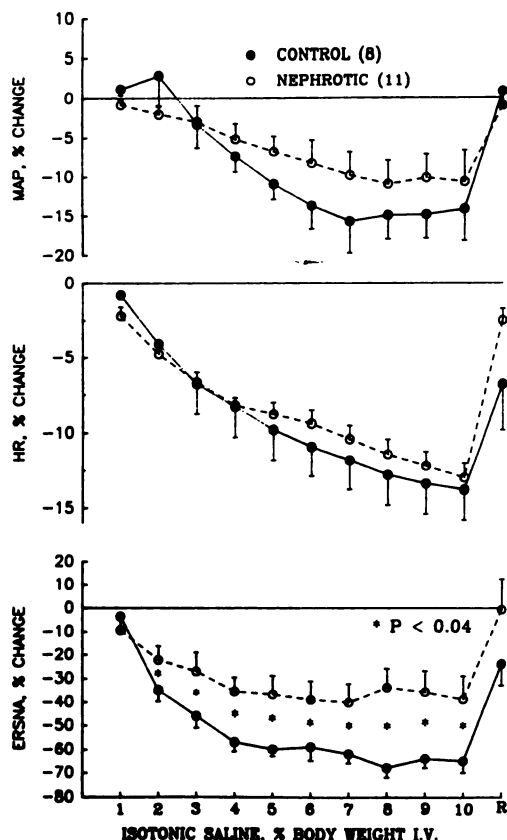 10
5
0
-5
-10
-15
-20
MAP, % CHANGE
● CONTROL (8)
○ NEPHROTIC (11)
0
-5
-10
-15
HR, % CHANGE
20
10
0
-10
-20
-30
-40
-50
-60
-70
-80
ERSNA, % CHANGE
* P < 0.04
* * * * * * * * *
1 2 3 4 5 6 7 8 9 10 R
ISOTONIC SALINE, % BODY WEIGHT I.V.